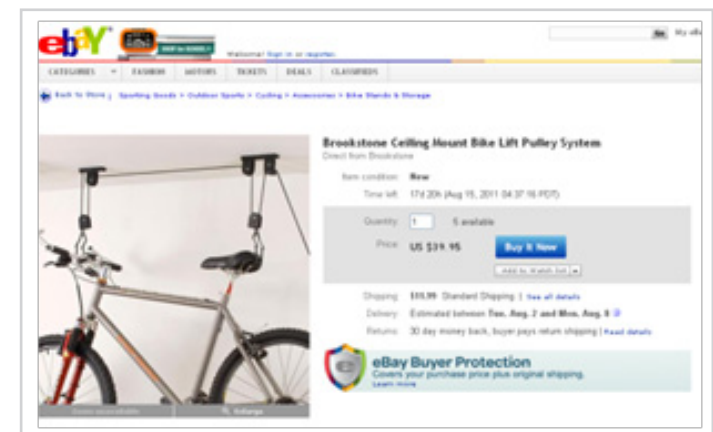 ebay
Go
My eB
Welcome! Sign in or register.
CATEGORIES FASHION MOTORS TICKETS DEALS CLASSIFIEDS
Back to Store | Sporting Goods > Outdoor Sports > Cycling > Accessories > Bike Stands & Storage
Brookstone Ceiling Mount Bike Lift Pulley System
Direct from Brookstone
Item condition: New
Time left: 17d 20h (Aug 15, 2011 04:37:16 PDT)
Quantity: 1 5 available
Price: US $39.95 Buy It Now
Add to Watch list
Shipping: Standard Shipping | See all details
Delivery: Estimated between Tue. Aug. 2 and Mon. Aug. 8
Returns: 30 day money back, buyer pays return shipping | Read details
eBay Buyer Protection
Covers your purchase price plus original shipping.
Learn more
Enlarge